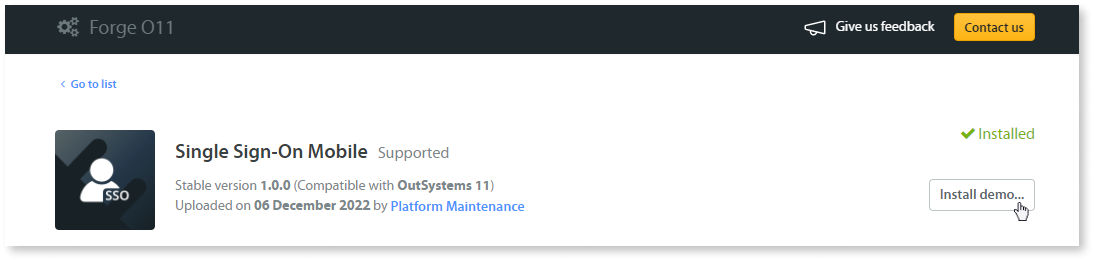 Forge O11
Give us feedback
Contact us
Go to list
Installed
Single Sign-On Mobile Supported
SSO
Stable version 1.0.0 (Compatible with OutSystems 11)
Install demo...
Uploaded on 06 December 2022 by Platform Maintenance